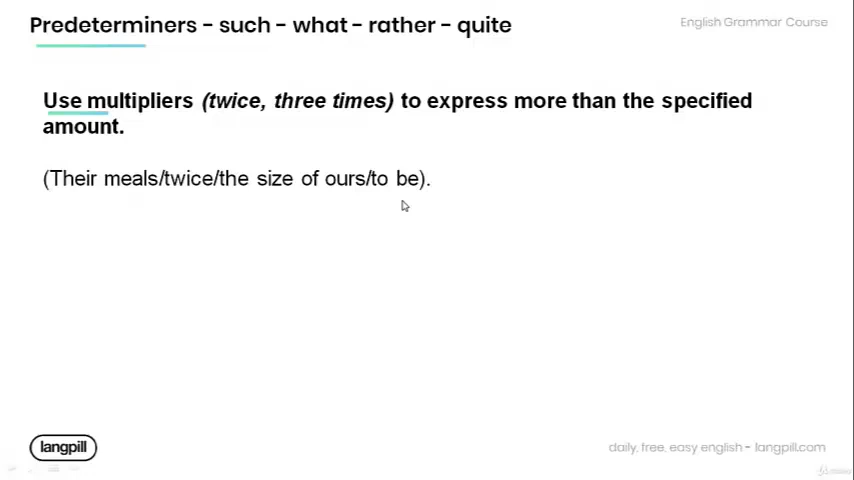 Predeterminers - such - what - rather - quite
English Grammar Course
Use multipliers (twice, three times) to express more than the specified
amount.
(Their meals/twice/the size of ours/to be).
langpill
daily, free, easy english - langpill.com